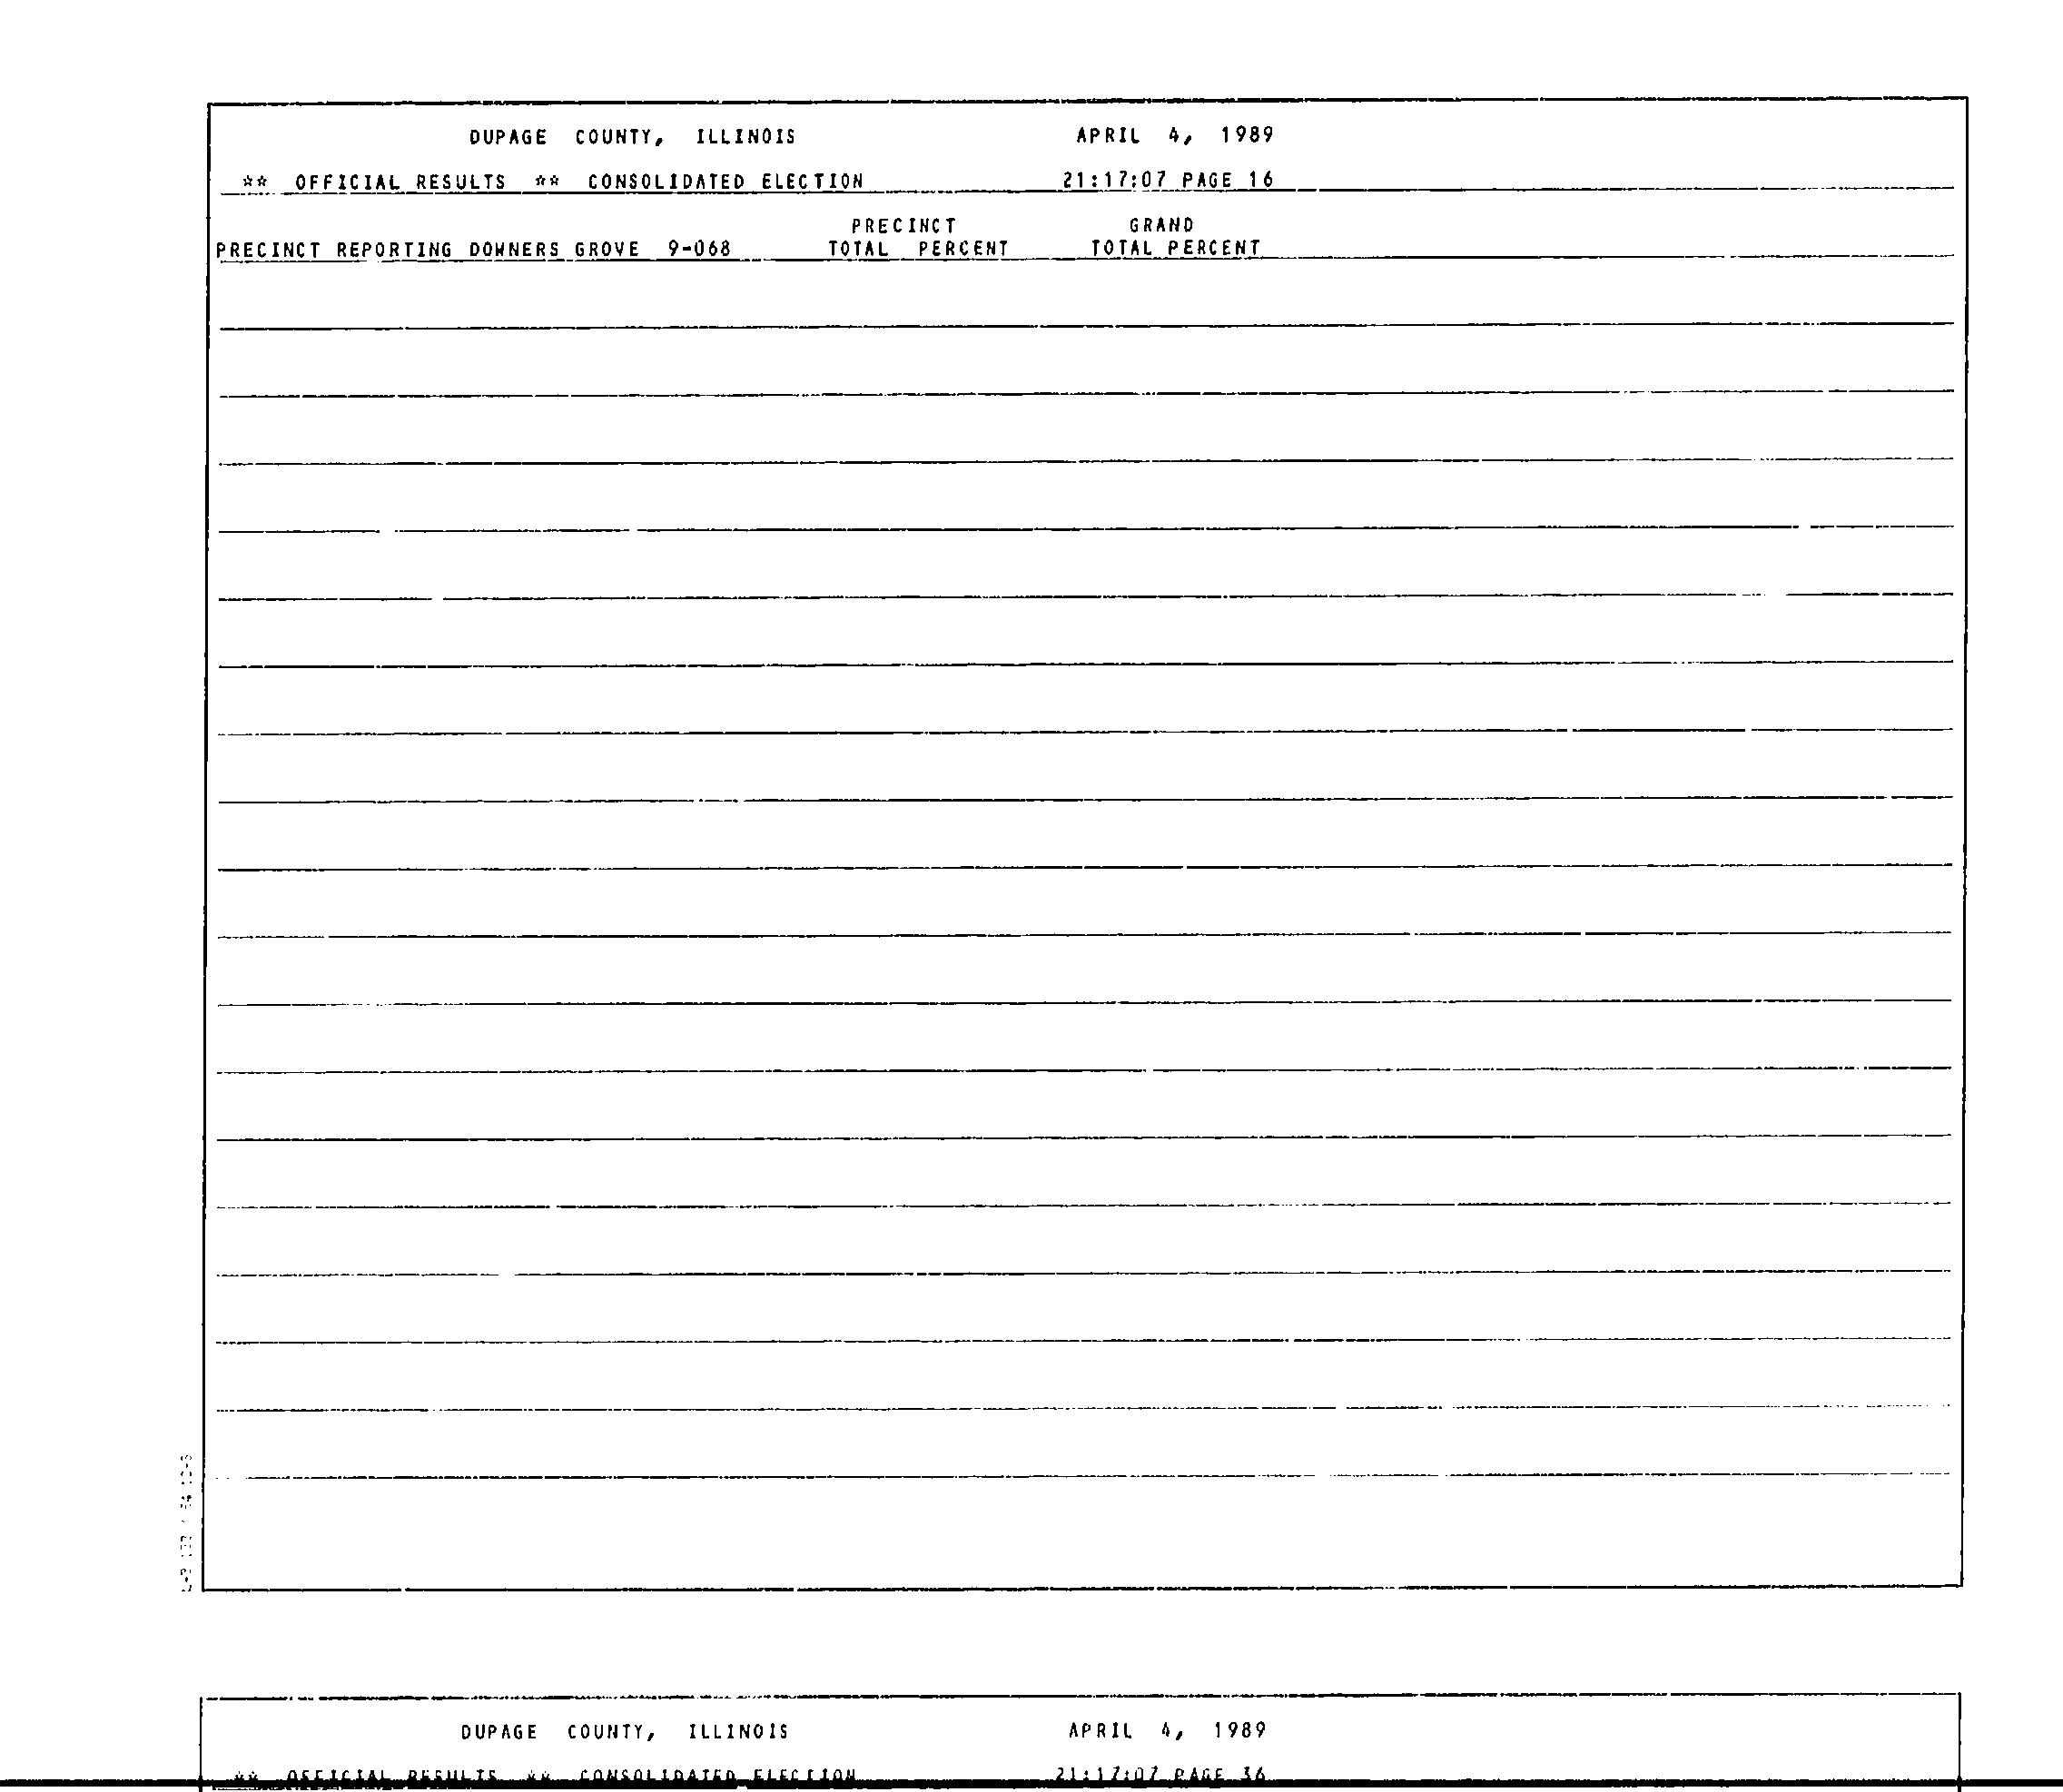 DUPAGE COUNTY, ILLINOIS APRIL 4, 1989
** OFFICIAL RESULTS ** CONSOLIDATED ELECTION 21:17:07 PAGE 16
PRECINCT GRAND
PRECINCT REPORTING DOWNERS GROVE 9-068 TOTAL PERCENT TOTAL PERCENT
DUPAGE COUNTY, ILLINOIS APRIL 4, 1989
** OFFICIAL RESULTS ** CONSOLIDATED ELECTION 21:17:07 PAGE